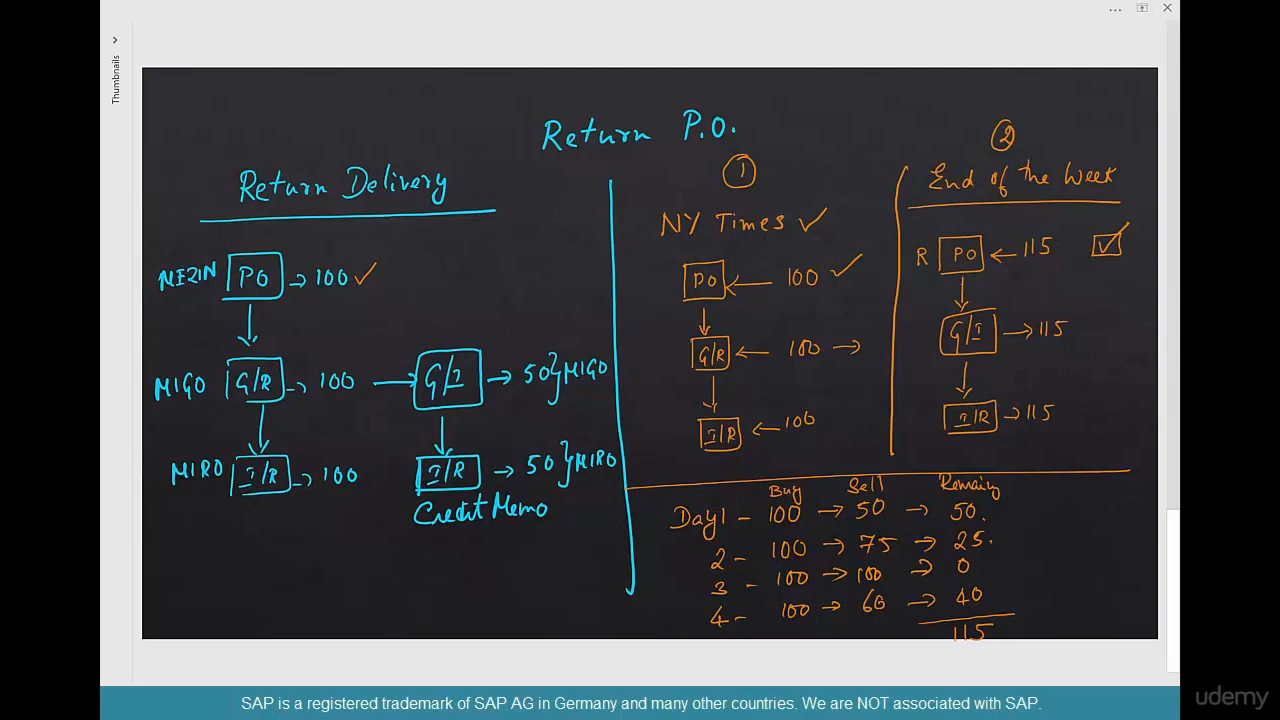 Thumbnails
Return P.O.
Return Delivery
ME21N PO → 100 ✓
MIGO G/R → 100 → G/I → 50 } MIGO
MIRO I/R → 100 I/R → 50 } MIRO
Credit Memo
①
NY Times ✓
PO ← 100 ✓
G/R ← 100 →
I/R ← 100
②
End of the Week
R PO ← 115 ✓
G/I → 115
I/R → 115
Buy Sell Remaing
Day 1 - 100 → 50 → 50.
2 - 100 → 75 → 25.
3 - 100 → 100 → 0
4 - 100 → 60 → 40
115
SAP is a registered trademark of SAP AG in Germany and many other countries. We are NOT associated with SAP.
udemy